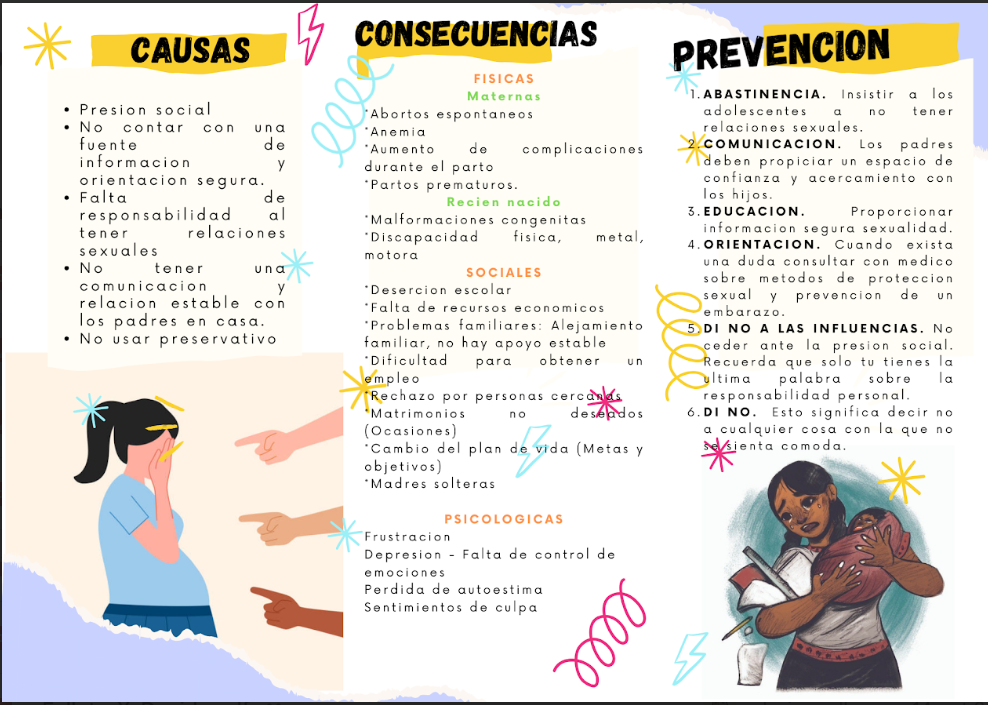 CAUSAS
• Presion social
• No contar con una
fuente de
informacion y
orientacion segura.
• Falta de
responsabilidad al
tener relaciones
sexuales
• No tener una
comunicacion y
relacion estable con
los padres en casa.
• No usar preservativo
CONSECUENCIAS
FISICAS
Maternas
*Abortos espontaneos
*Anemia
*Aumento de complicaciones
durante el parto
*Partos prematuros.
Recien nacido
*Malformaciones congenitas
*Discapacidad fisica, metal,
motora
SOCIALES
*Desercion escolar
*Falta de recursos economicos
*Problemas familiares: Alejamiento
familiar, no hay apoyo estable
*Dificultad para obtener un
empleo
*Rechazo por personas cercanas
*Matrimonios no deseados
(Ocasiones)
*Cambio del plan de vida (Metas y
objetivos)
*Madres solteras
PSICOLOGICAS
Frustracion
Depresion - Falta de control de
emociones
Perdida de autoestima
Sentimientos de culpa
PREVENCION
1. ABASTINENCIA. Insistir a los
adolescentes a no tener
relaciones sexuales.
2. COMUNICACION. Los padres
deben propiciar un espacio de
confianza y acercamiento con
los hijos.
3. EDUCACION. Proporcionar
informacion segura sexualidad.
4. ORIENTACION. Cuando exista
una duda consultar con medico
sobre metodos de proteccion
sexual y prevencion de un
embarazo.
5. DI NO A LAS INFLUENCIAS. No
ceder ante la presion social.
Recuerda que solo tu tienes la
ultima palabra sobre la
responsabilidad personal.
6. DI NO. Esto significa decir no
a cualquier cosa con la que no
se sienta comoda.